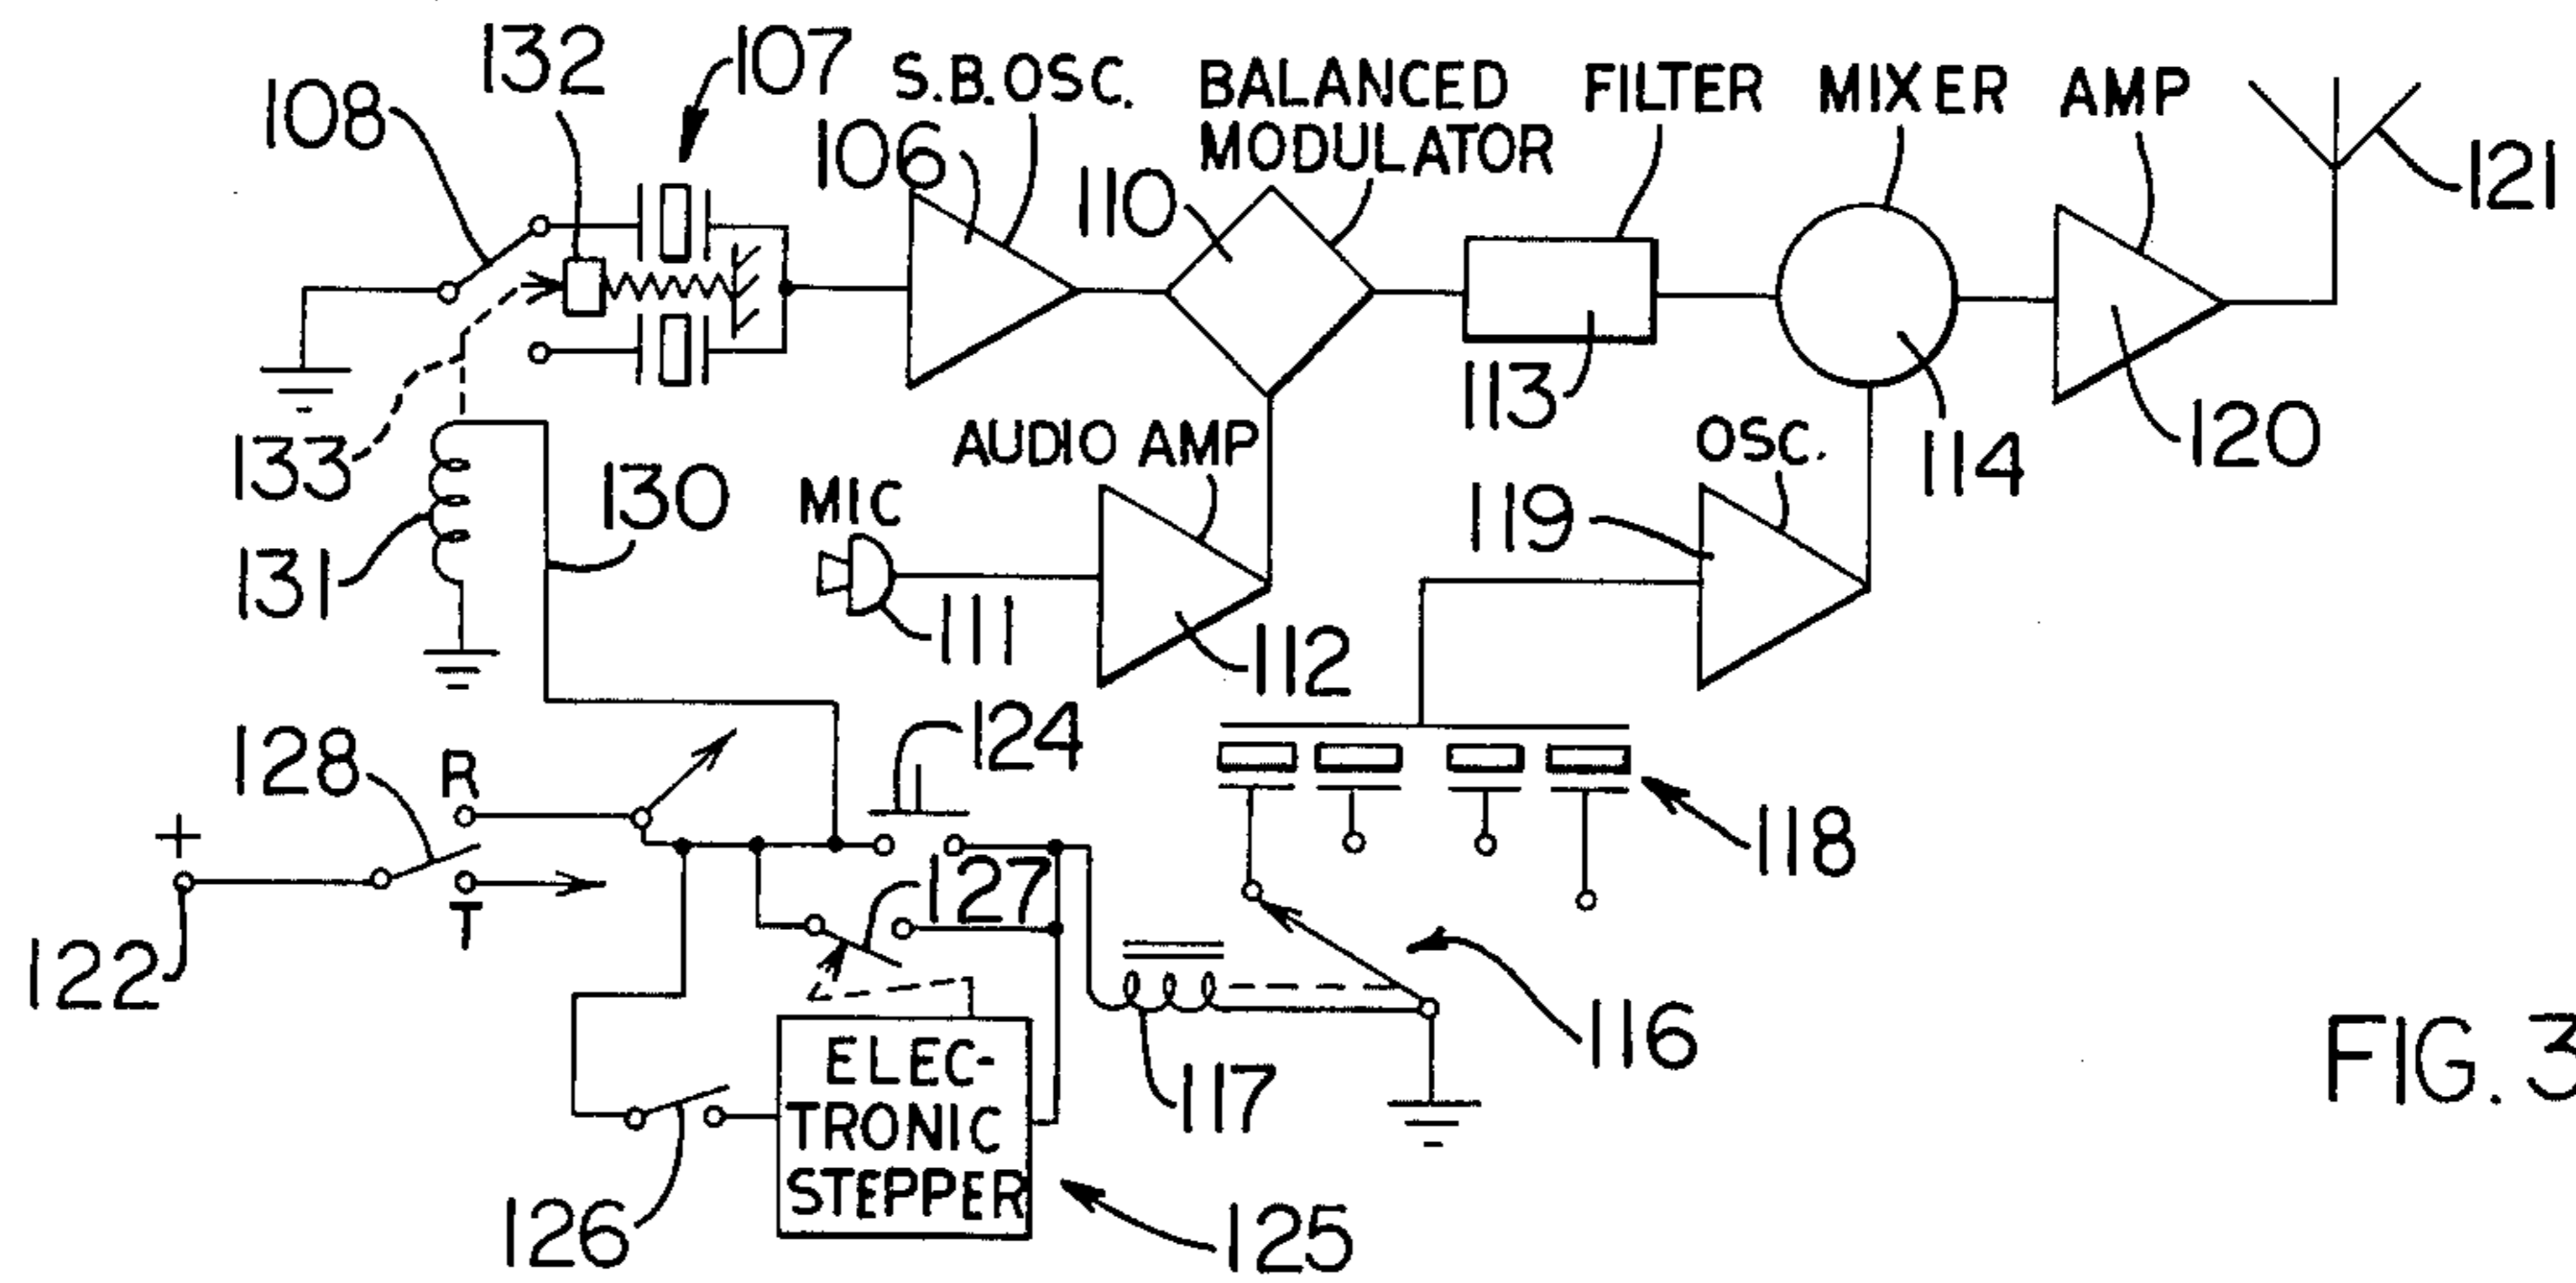 132
107
S.B.OSC.
BALANCED
MODULATOR
FILTER
MIXER
AMP
108
106
110
121
113
114
120
133
AUDIO AMP
OSC.
130
MIC
119
131
111
112
124
128
R
118
+
127
T
122
116
ELEC-
TRONIC
STEPPER
117
126
125
FIG. 3